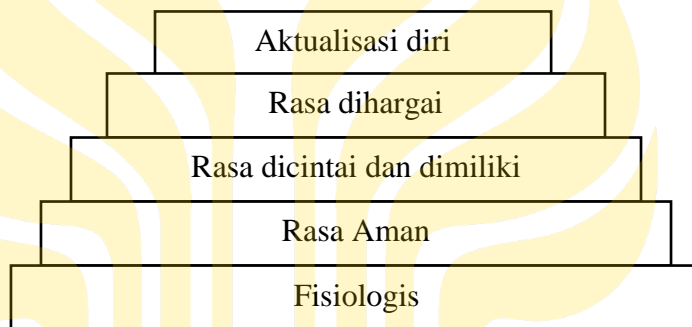 Aktualisasi diri
Rasa dihargai
Rasa dicintai dan dimiliki
Rasa Aman
Fisiologis